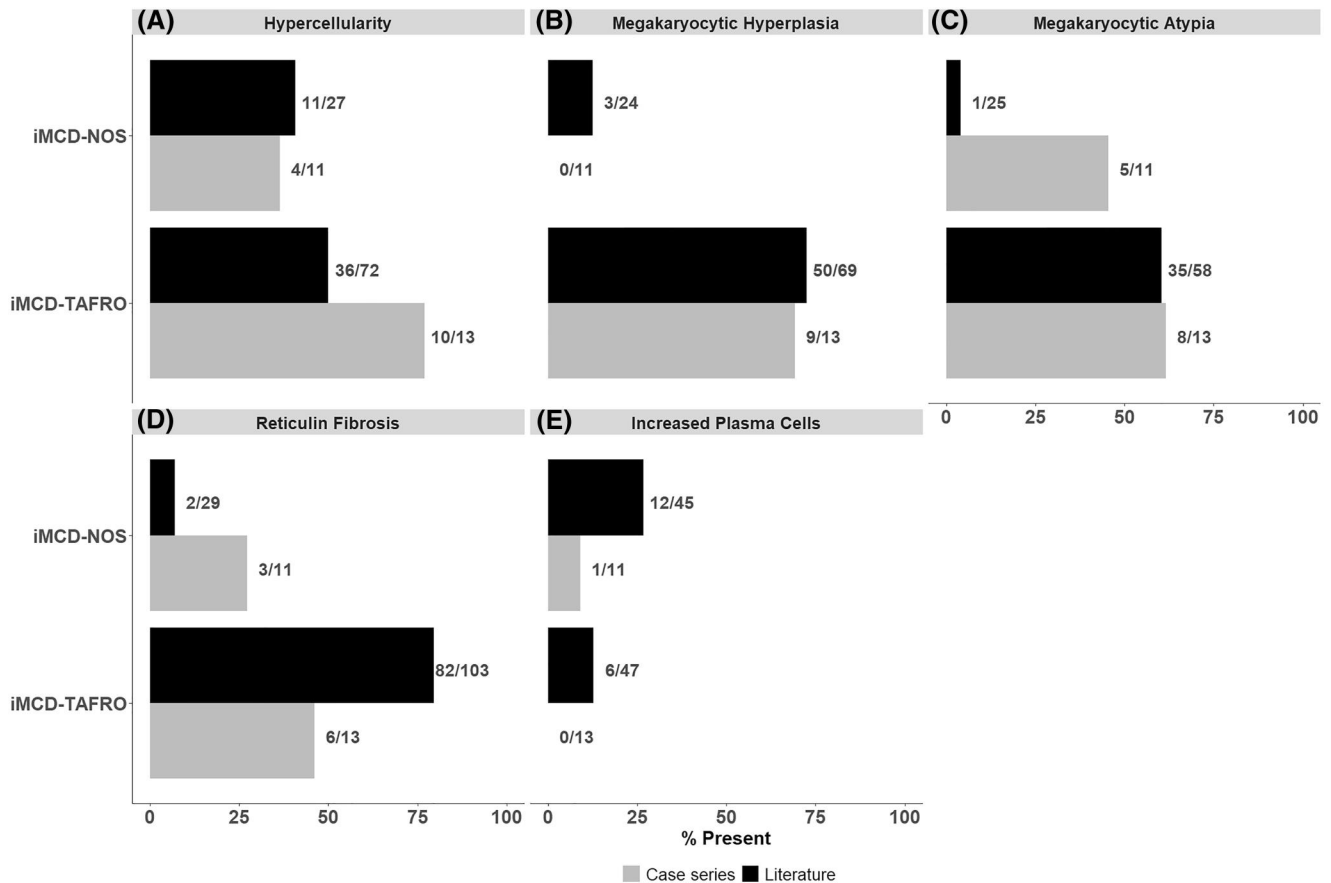 (A) Hypercellularity
(B) Megakaryocytic Hyperplasia
(C) Megakaryocytic Atypia
iMCD-NOS
11/27
4/11
3/24
0/11
1/25
5/11
iMCD-TAFRO
36/72
10/13
50/69
9/13
35/58
8/13
0 25 50 75 100
(D) Reticulin Fibrosis
(E) Increased Plasma Cells
iMCD-NOS
2/29
3/11
12/45
1/11
iMCD-TAFRO
82/103
6/13
6/47
0/13
0 25 50 75 100
0 25 50 75 100
% Present
Case series Literature